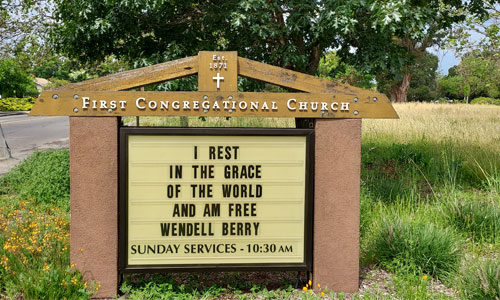 Est.
1871
First Congregational Church
I REST
IN THE GRACE
OF THE WORLD
AND AM FREE
WENDELL BERRY
SUNDAY SERVICES - 10:30 AM